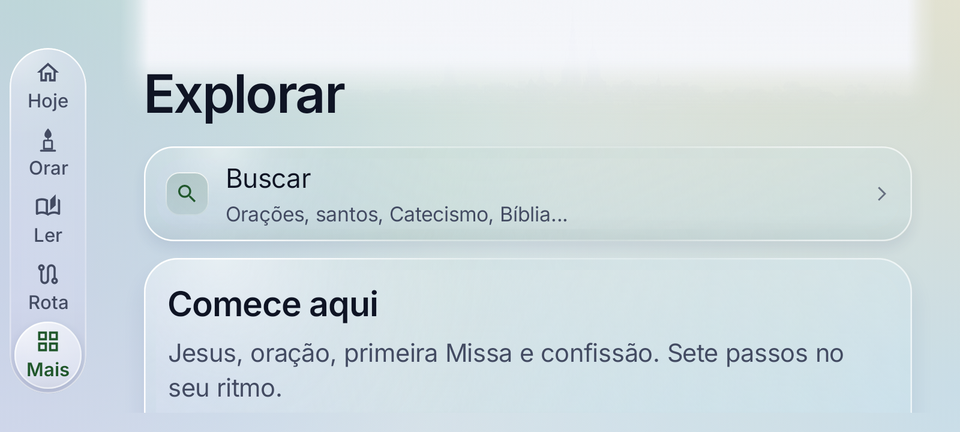 Hoje
Orar
Ler
Rota
Mais
Explorar
Buscar
Orações, santos, Catecismo, Bíblia...
Comece aqui
Jesus, oração, primeira Missa e confissão. Sete passos no
seu ritmo.